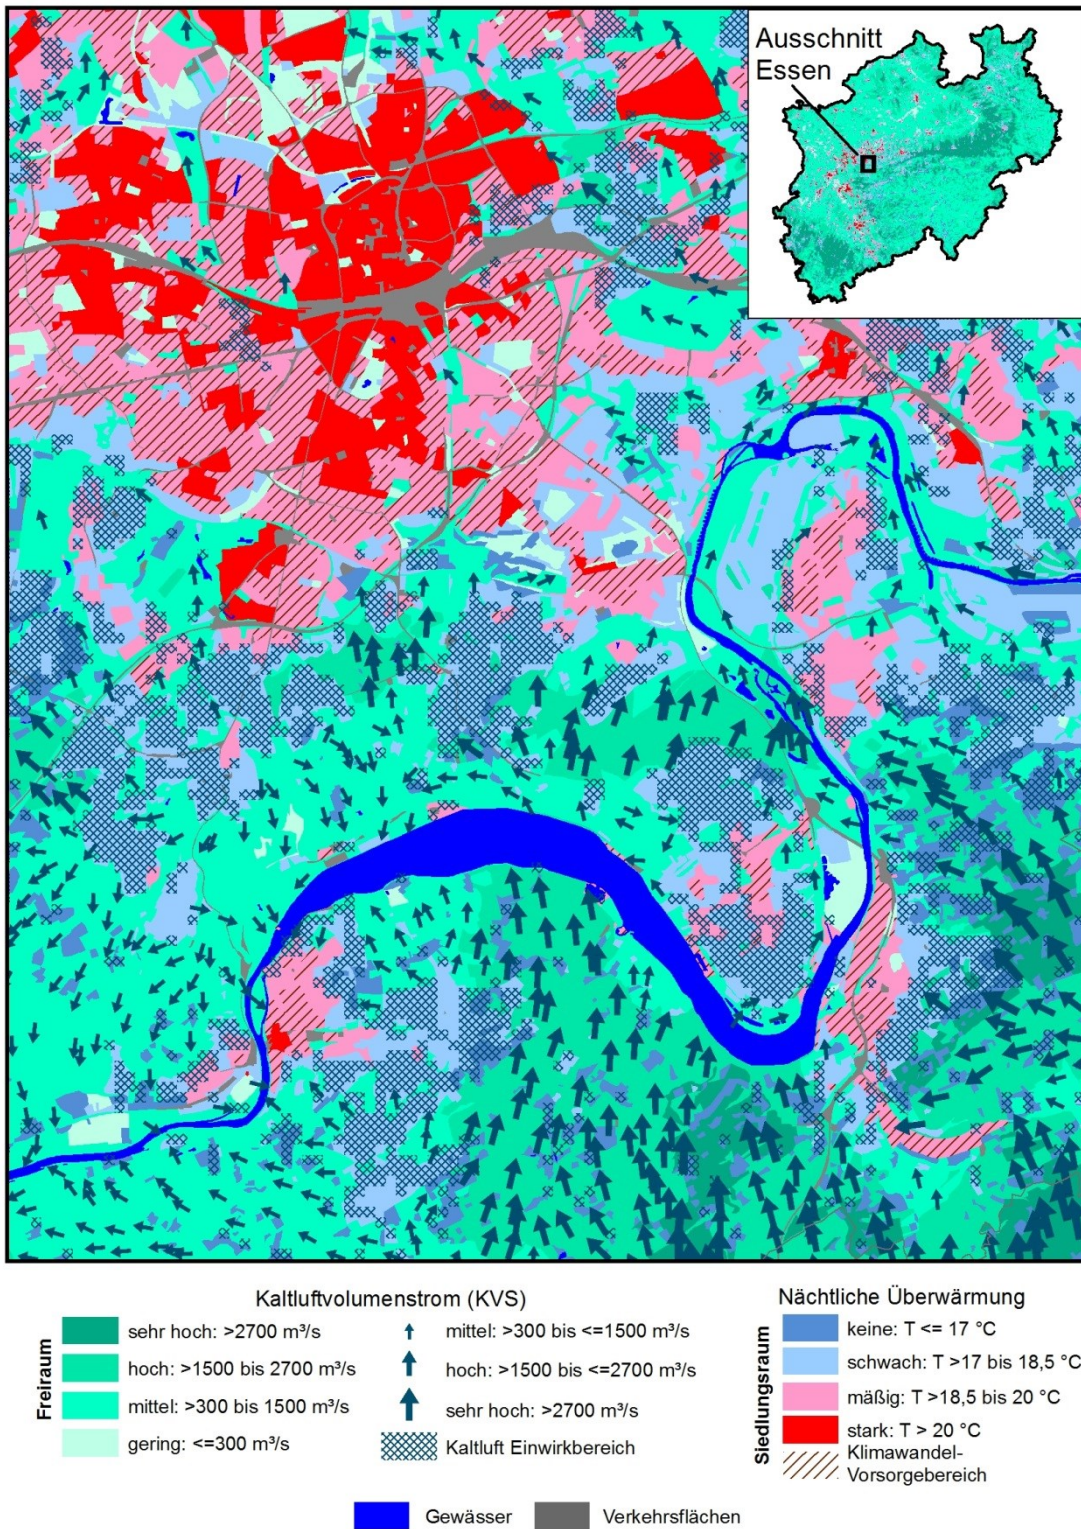 Ausschnitt
Essen
Kaltluftvolumenstrom (KVS)
Freiraum
sehr hoch: >2700 m³/s
hoch: >1500 bis 2700 m³/s
mittel: >300 bis 1500 m³/s
gering: <=300 m³/s
mittel: >300 bis <=1500 m³/s
hoch: >1500 bis <=2700 m³/s
sehr hoch: >2700 m³/s
Kaltluft Einwirkbereich
Nächtliche Überwärmung
Siedlungsraum
keine: T <= 17 °C
schwach: T >17 bis 18,5 °C
mäßig: T >18,5 bis 20 °C
stark: T > 20 °C
Klimawandel-
Vorsorgebereich
Gewässer
Verkehrsflächen